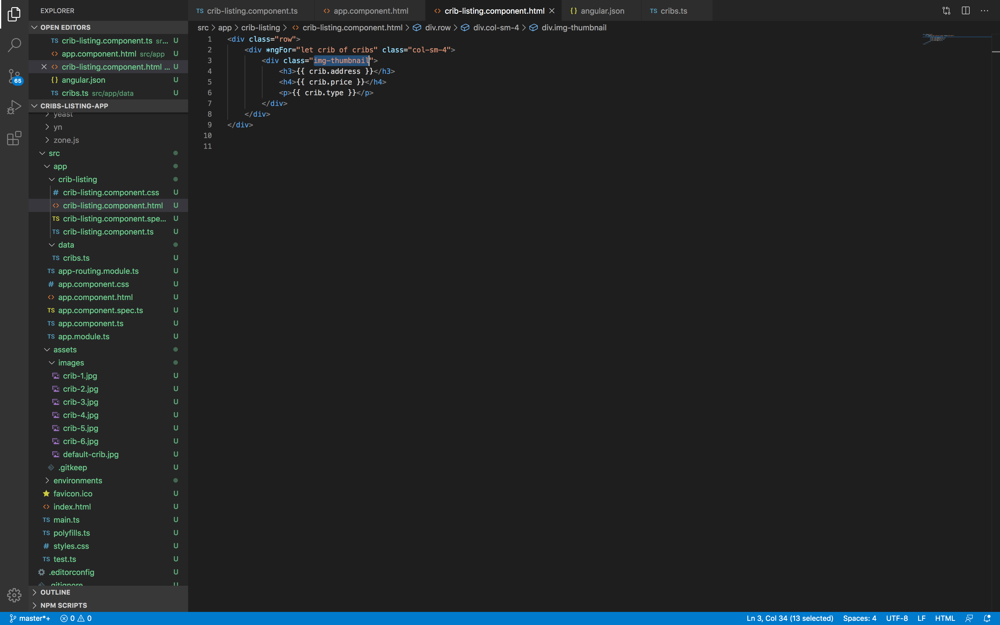 EXPLORER
OPEN EDITORS
TS crib-listing.component.ts sr... U
<> app.component.html src/app U
<> crib-listing.component.html ... U
{} angular.json U
TS cribs.ts src/app/data U
CRIBS-LISTING-APP
yeast
yn
zone.js
src
app
crib-listing
# crib-listing.component.css U
<> crib-listing.component.html U
TS crib-listing.component.spe... U
TS crib-listing.component.ts U
data
TS cribs.ts U
TS app-routing.module.ts U
# app.component.css U
<> app.component.html U
TS app.component.spec.ts U
TS app.component.ts U
TS app.module.ts U
assets
images
crib-1.jpg U
crib-2.jpg U
crib-3.jpg U
crib-4.jpg U
crib-5.jpg U
crib-6.jpg U
default-crib.jpg U
.gitkeep U
environments
favicon.ico U
<> index.html U
TS main.ts U
TS polyfills.ts U
# styles.css U
TS test.ts U
.editorconfig U
.gitignore U
OUTLINE
NPM SCRIPTS
65
TS crib-listing.component.ts <> app.component.html <> crib-listing.component.html {} angular.json TS cribs.ts
src > app > crib-listing > <> crib-listing.component.html > div.row > div.col-sm-4 > div.img-thumbnail
1 <div class="row">
2 <div *ngFor="let crib of cribs" class="col-sm-4">
3 <div class="img-thumbnail">
4 <h3>{{ crib.address }}</h3>
5 <h4>{{ crib.price }}</h4>
6 <p>{{ crib.type }}</p>
7 </div>
8 </div>
9 </div>
10
11
master*+ 0 0 Ln 3, Col 34 (13 selected) Spaces: 4 UTF-8 LF HTML